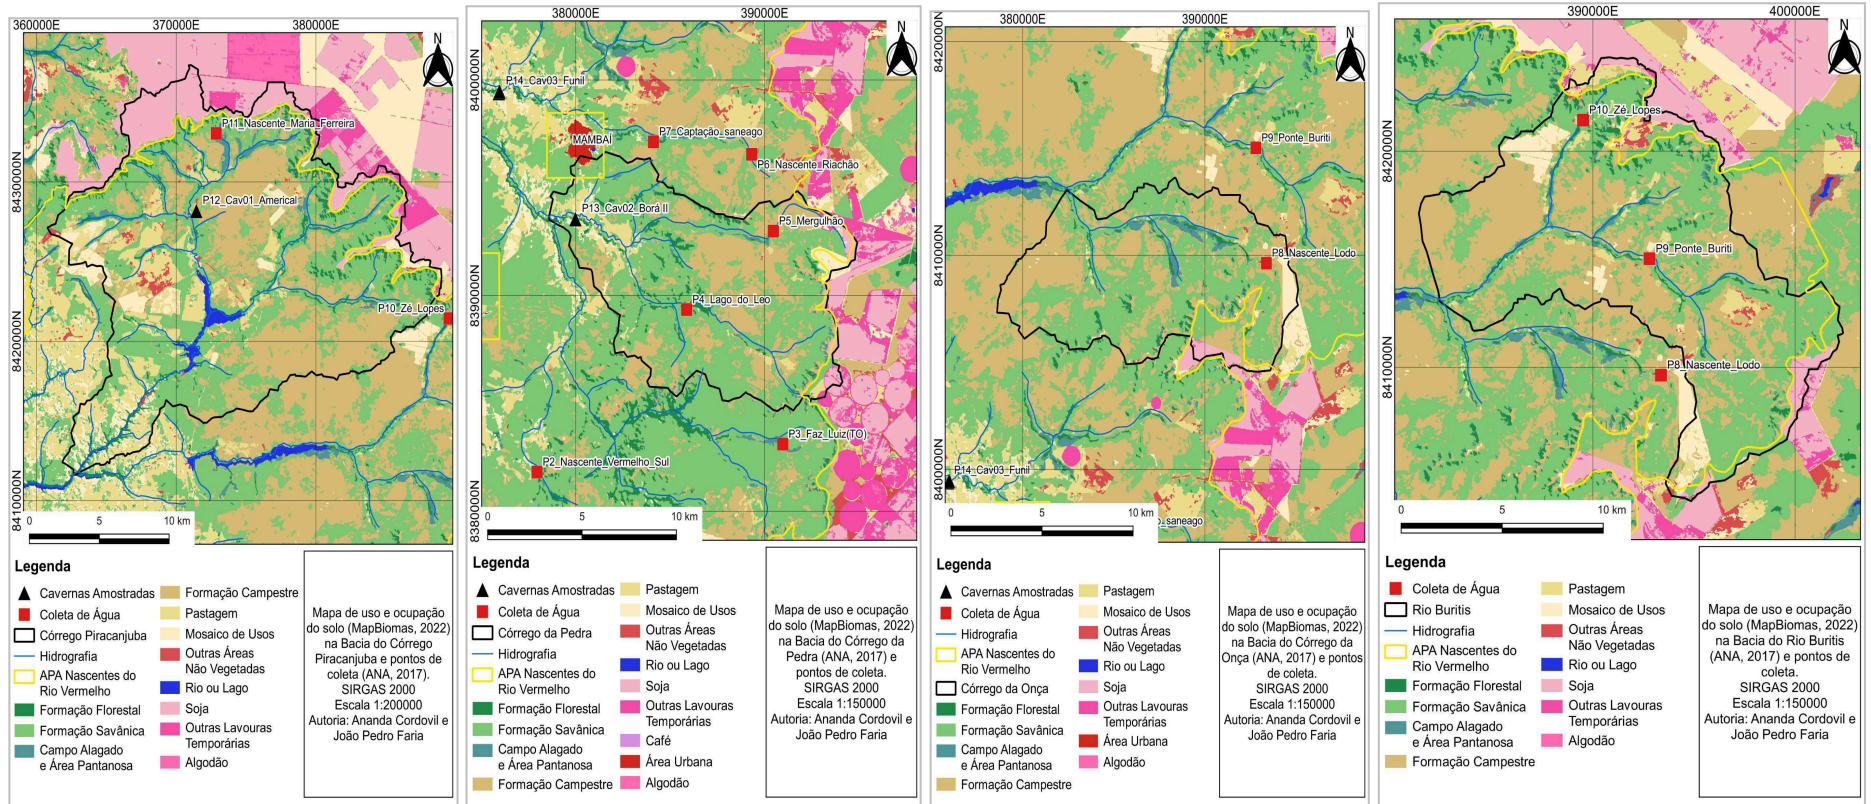 360000E
370000E
380000E
N
8430000N
8420000N
8410000N
P11_Nascente_Maria_Ferreira
P12_Cav01_Americal
P10_Zé_Lopes
0
5
10 km
Legenda
Cavernas Amostradas
Coleta de Água
Córrego Piracanjuba
Hidrografia
APA Nascentes do
Rio Vermelho
Formação Florestal
Formação Savânica
Campo Alagado
e Área Pantanosa
Formação Campestre
Pastagem
Mosaico de Usos
Outras Áreas
Não Vegetadas
Rio ou Lago
Soja
Outras Lavouras
Temporárias
Algodão
Mapa de uso e ocupação
do solo (MapBiomas, 2022)
na Bacia do Córrego
Piracanjuba e pontos de
coleta (ANA, 2017).
SIRGAS 2000
Escala 1:200000
Autoria: Ananda Cordovil e
João Pedro Faria
380000E
390000E
N
8400000N
8390000N
8380000N
P14_Cav03_Funil
MAMBAÍ
P7_Captação_saneago
P6_Nascente_Riachão
P13_Cav02_Borá II
P5_Mergulhão
P4_Lago_do_Leo
P3_Faz_Luiz(TO)
P2_Nascente_Vermelho_Sul
0
5
10 km
Legenda
Cavernas Amostradas
Coleta de Água
Córrego da Pedra
Hidrografia
APA Nascentes do
Rio Vermelho
Formação Florestal
Formação Savânica
Campo Alagado
e Área Pantanosa
Formação Campestre
Pastagem
Mosaico de Usos
Outras Áreas
Não Vegetadas
Rio ou Lago
Soja
Outras Lavouras
Temporárias
Café
Área Urbana
Algodão
Mapa de uso e ocupação
do solo (MapBiomas, 2022)
na Bacia do Córrego da
Pedra (ANA, 2017) e
pontos de coleta.
SIRGAS 2000
Escala 1:150000
Autoria: Ananda Cordovil e
João Pedro Faria
380000E
390000E
N
8420000N
8410000N
8400000N
P9_Ponte_Buriti
P8_Nascente_Lodo
P14_Cav03_Funil
o_saneago
0
5
10 km
Legenda
Cavernas Amostradas
Coleta de Água
Hidrografia
APA Nascentes do
Rio Vermelho
Córrego da Onça
Formação Florestal
Formação Savânica
Campo Alagado
e Área Pantanosa
Formação Campestre
Pastagem
Mosaico de Usos
Outras Áreas
Não Vegetadas
Rio ou Lago
Soja
Outras Lavouras
Temporárias
Área Urbana
Algodão
Mapa de uso e ocupação
do solo (MapBiomas, 2022)
na Bacia do Córrego da
Onça (ANA, 2017) e pontos
de coleta.
SIRGAS 2000
Escala 1:150000
Autoria: Ananda Cordovil e
João Pedro Faria
390000E
400000E
N
8420000N
8410000N
P10_Zé_Lopes
P9_Ponte_Buriti
P8_Nascente_Lodo
0
5
10 km
Legenda
Coleta de Água
Rio Buritis
Hidrografia
APA Nascentes do
Rio Vermelho
Formação Florestal
Formação Savânica
Campo Alagado
e Área Pantanosa
Formação Campestre
Pastagem
Mosaico de Usos
Outras Áreas
Não Vegetadas
Rio ou Lago
Soja
Outras Lavouras
Temporárias
Algodão
Mapa de uso e ocupação
do solo (MapBiomas, 2022)
na Bacia do Rio Buritis
(ANA, 2017) e pontos de
coleta.
SIRGAS 2000
Escala 1:150000
Autoria: Ananda Cordovil e
João Pedro Faria